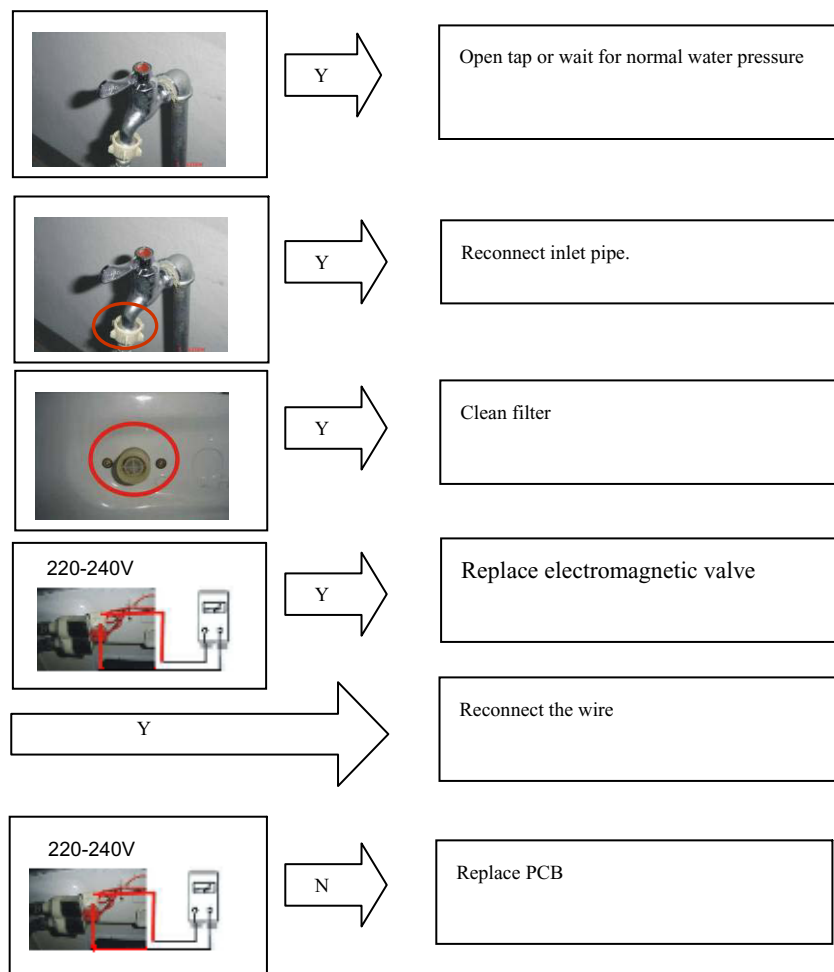 Y
Open tap or wait for normal water pressure
Y
Reconnect inlet pipe.
Y
Clean filter
220-240V
Y
Replace electromagnetic valve
Y
Reconnect the wire
220-240V
N
Replace PCB